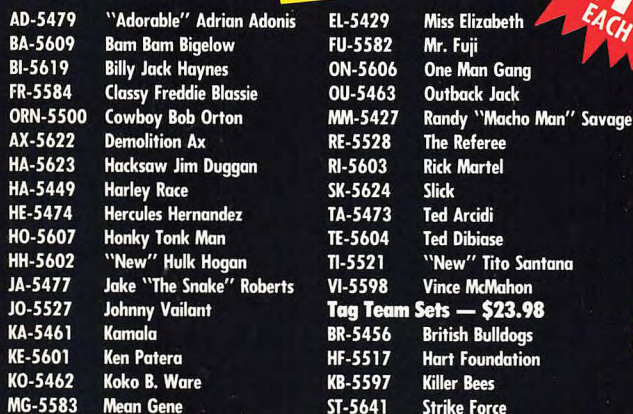 AD-5479 "Adorable" Adrian Adonis
BA-5609 Bam Bam Bigelow
BI-5619 Billy Jack Haynes
FR-5584 Classy Freddie Blassie
ORN-5500 Cowboy Bob Orton
AX-5622 Demolition Ax
HA-5623 Hacksaw Jim Duggan
HA-5449 Harley Race
HE-5474 Hercules Hernandez
HO-5607 Honky Tonk Man
HH-5602 "New" Hulk Hogan
JA-5477 Jake "The Snake" Roberts
JO-5527 Johnny Vailant
KA-5461 Kamala
KE-5601 Ken Patera
KO-5462 Koko B. Ware
MG-5583 Mean Gene
EL-5429 Miss Elizabeth
FU-5582 Mr. Fuji
ON-5606 One Man Gang
OU-5463 Outback Jack
MM-5427 Randy "Macho Man" Savage
RE-5528 The Referee
RI-5603 Rick Martel
SK-5624 Slick
TA-5473 Ted Arcidi
TE-5604 Ted Dibiase
TI-5521 "New" Tito Santana
VI-5598 Vince McMahon
Tag Team Sets — $23.98
BR-5456 British Bulldogs
HF-5517 Hart Foundation
KB-5597 Killer Bees
ST-5641 Strike Force
EACH